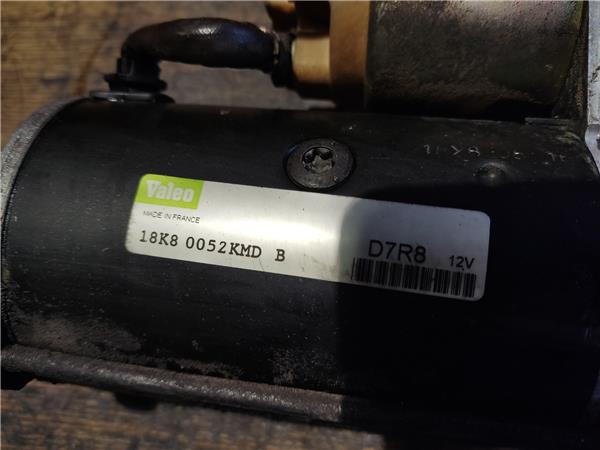 Valeo
MADE IN FRANCE
18K8 0052KMD B
D7R8 12V